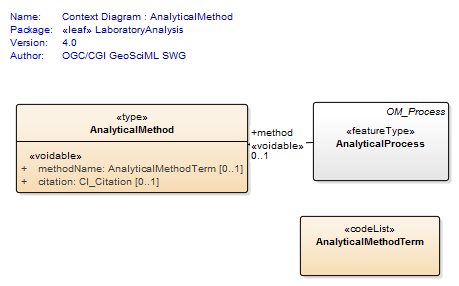 Name: Context Diagram : AnalyticalMethod
Package: «leaf» LaboratoryAnalysis
Version: 4.0
Author: OGC/CGI GeoSciML SWG
«type»
AnalyticalMethod
«voidable»
+ methodName: AnalyticalMethodTerm [0..1]
+ citation: CI_Citation [0..1]
+method
«voidable»
0..1
OM_Process
«featureType»
AnalyticalProcess
«codeList»
AnalyticalMethodTerm